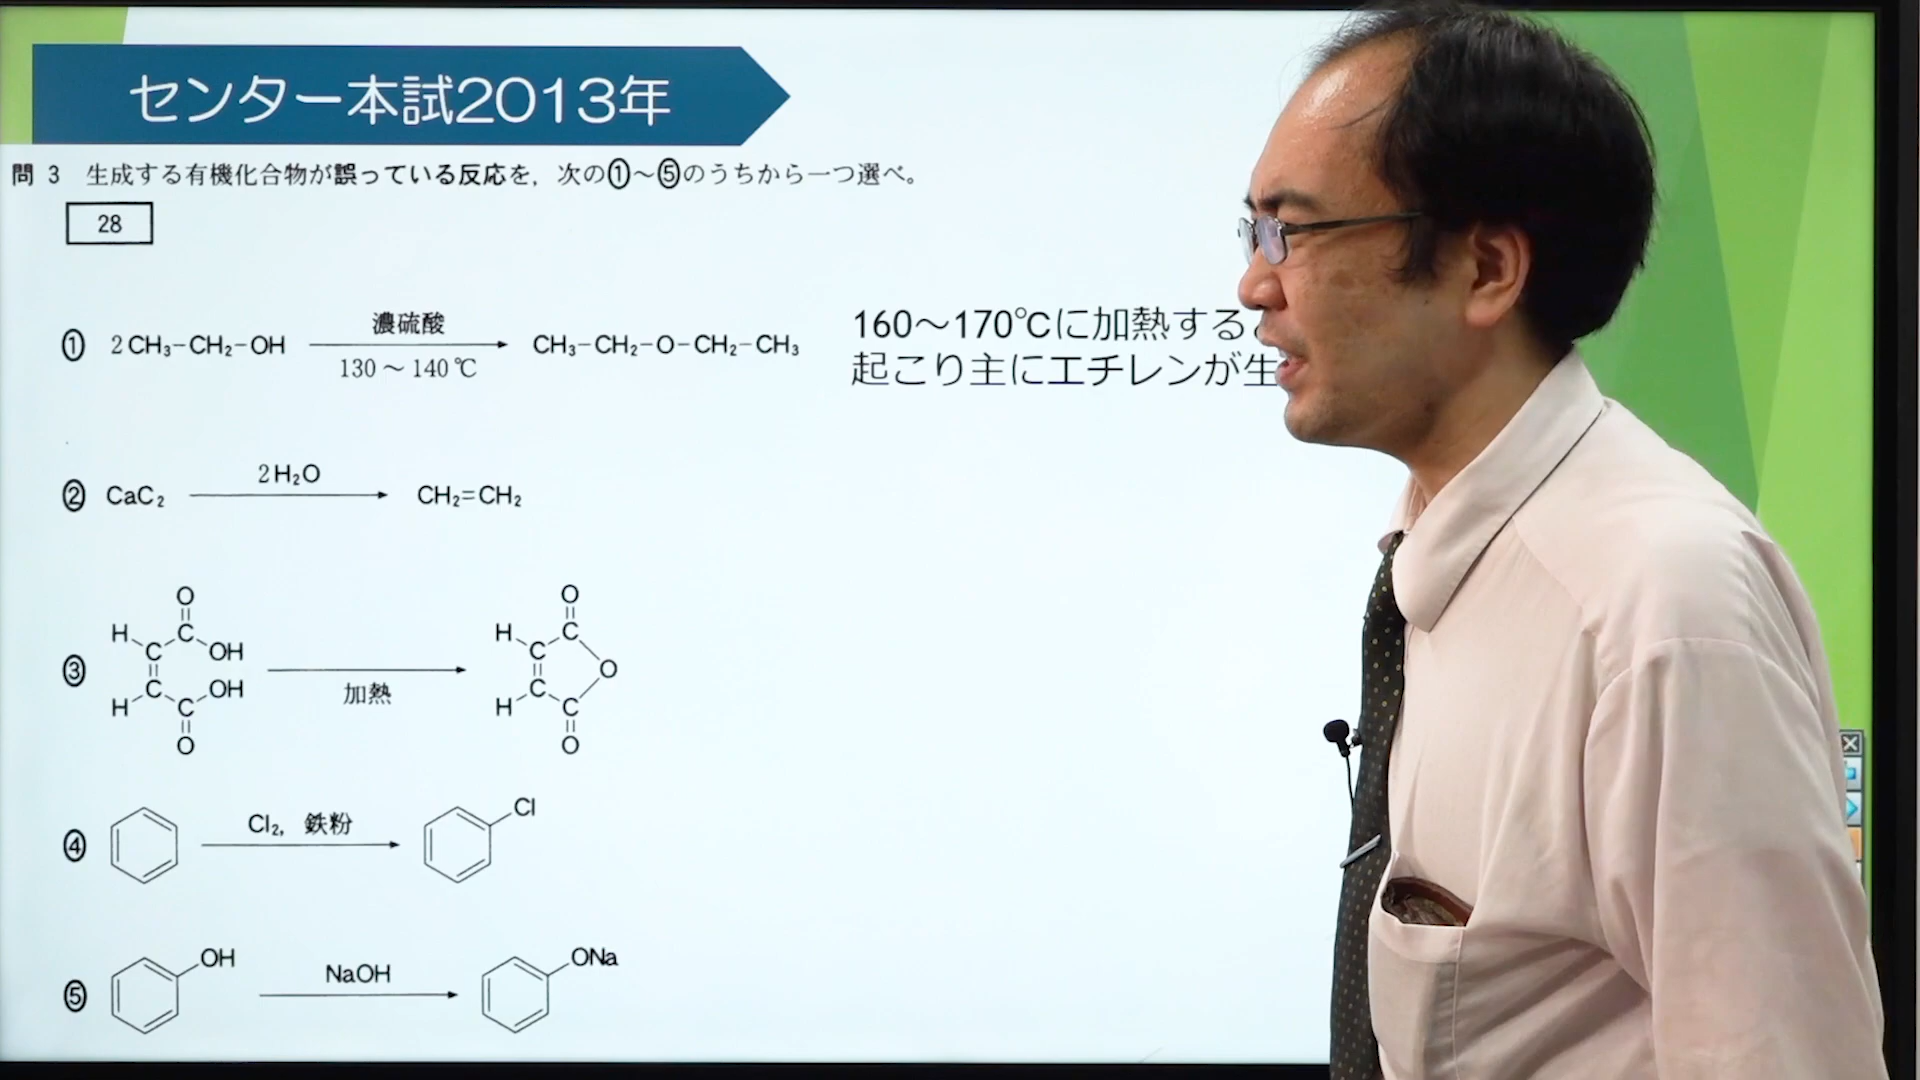 センター本試2013年
問 3 生成する有機化合物が誤っている反応を，次の①～⑤のうちから一つ選べ。
28
濃硫酸
① 2CH₃−CH₂−OH → CH₃−CH₂−O−CH₂−CH₃
130～140℃
160～170℃に加熱する
起こり主にエチレンが生
2H₂O
② CaC₂ → CH₂=CH₂
O O
H C H C
C OH C
③ O
C OH C
H C H C
O O
加熱
Cl
Cl₂， 鉄粉
④
OH ONa
NaOH
⑤